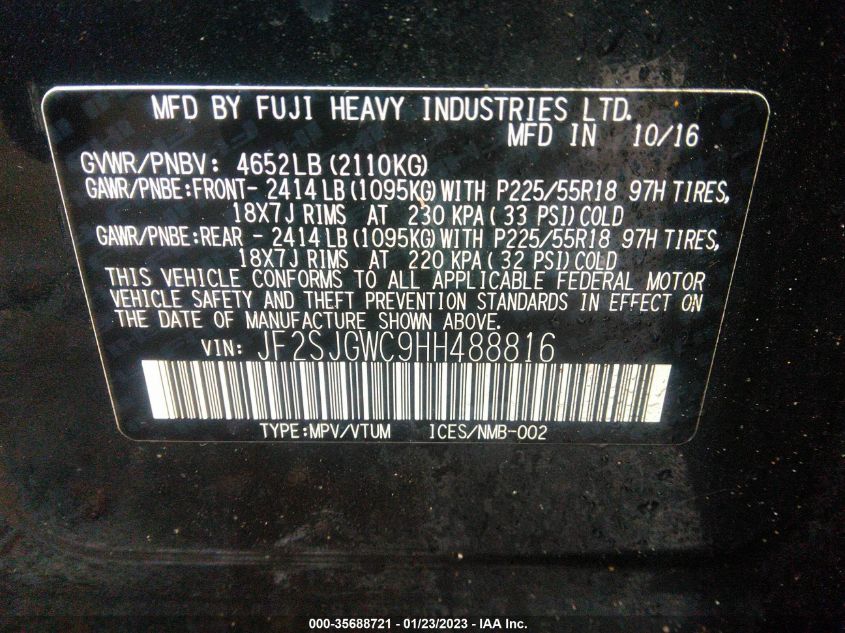 MFD BY FUJI HEAVY INDUSTRIES LTD.
MFD IN 10/16
GVWR/PNBV: 4652LB (2110KG)
GAWR/PNBE:FRONT- 2414 LB (1095KG) WITH P225/55R18 97H TIRES,
18X7J RIMS AT 230 KPA ( 33 PSI) COLD
GAWR/PNBE:REAR - 2414 LB (1095KG) WITH P225/55R18 97H TIRES,
18X7J RIMS AT 220 KPA ( 32 PSI) COLD
THIS VEHICLE CONFORMS TO ALL APPLICABLE FEDERAL MOTOR
VEHICLE SAFETY AND THEFT PREVENTION STANDARDS IN EFFECT ON
THE DATE OF MANUFACTURE SHOWN ABOVE.
VIN: JF2SJGWC9HH488816
TYPE:MPV/VTUM ICES/NMB-002
000-35688721 - 01/23/2023 - IAA Inc.